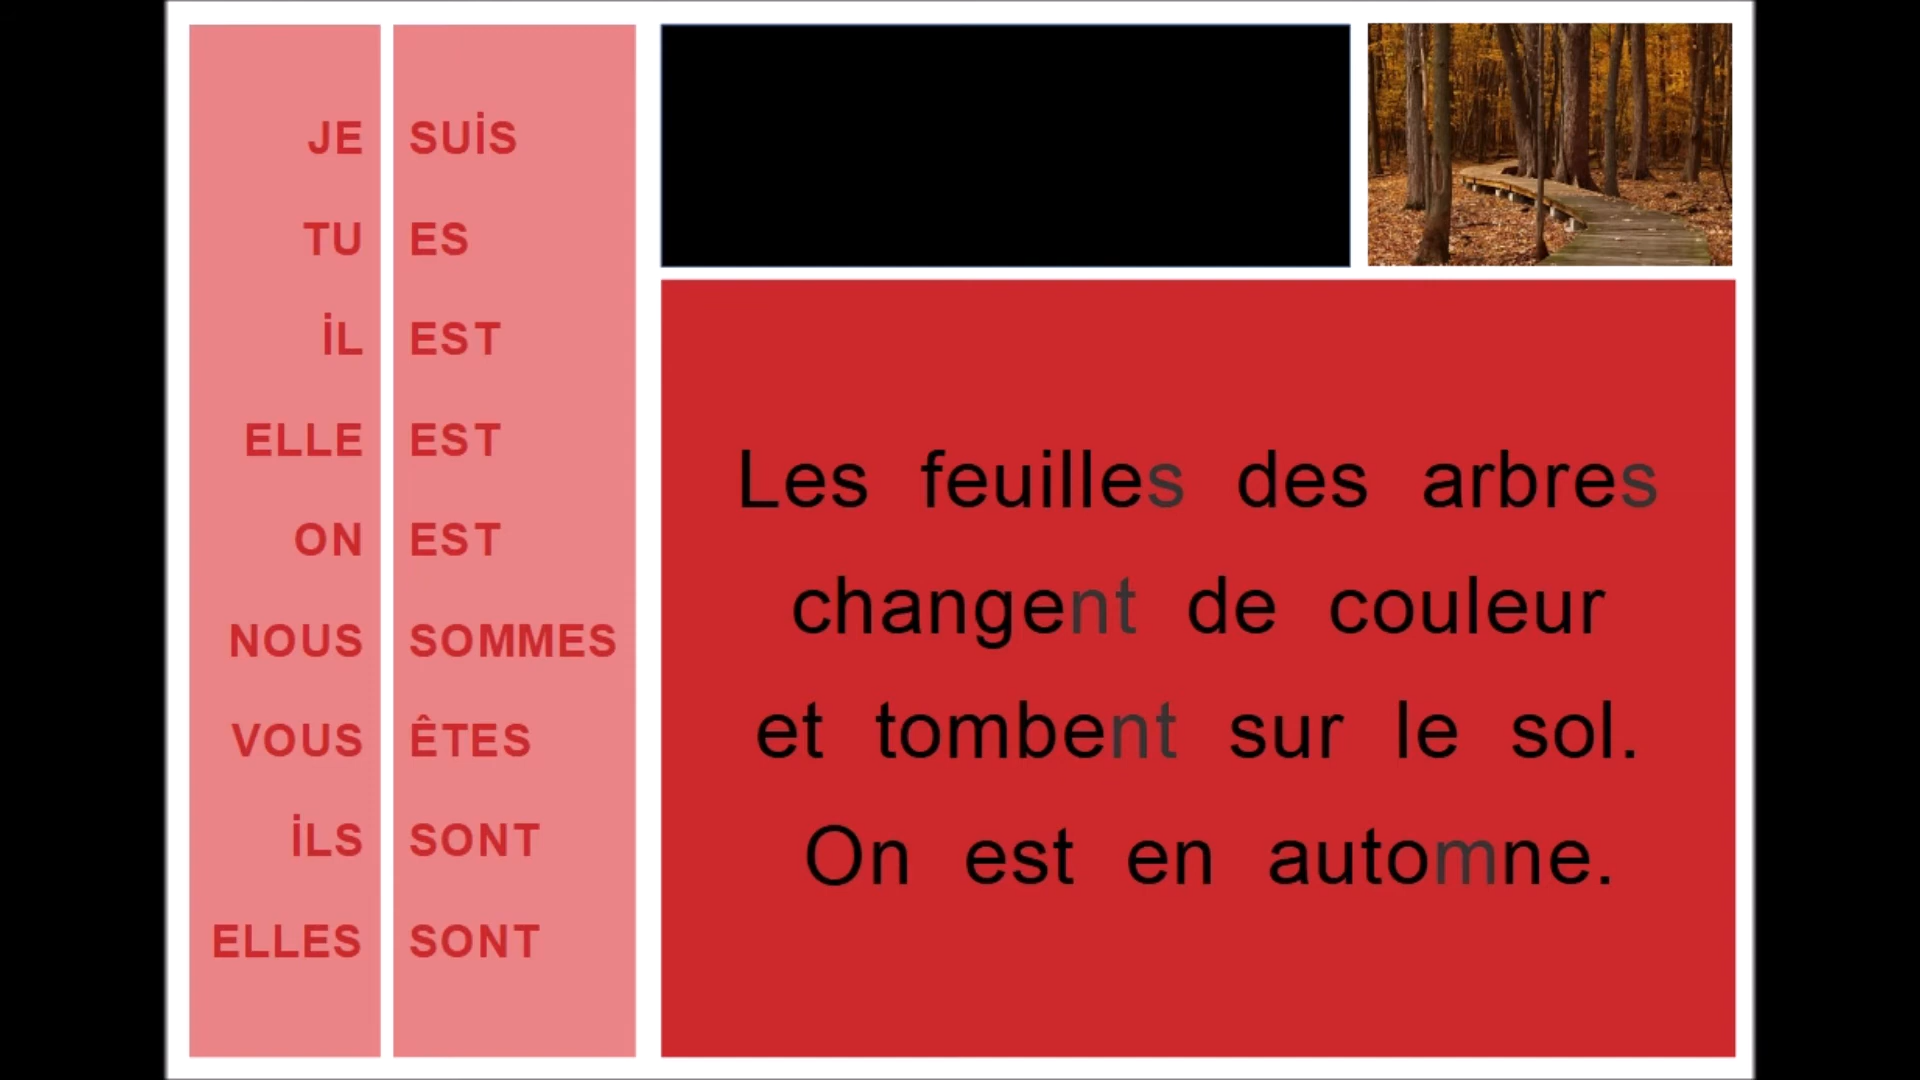 JE SUİS
TU ES
İL EST
ELLE EST
ON EST
NOUS SOMMES
VOUS ÊTES
İLS SONT
ELLES SONT
Les feuilles des arbres
changent de couleur
et tombent sur le sol.
On est en automne.